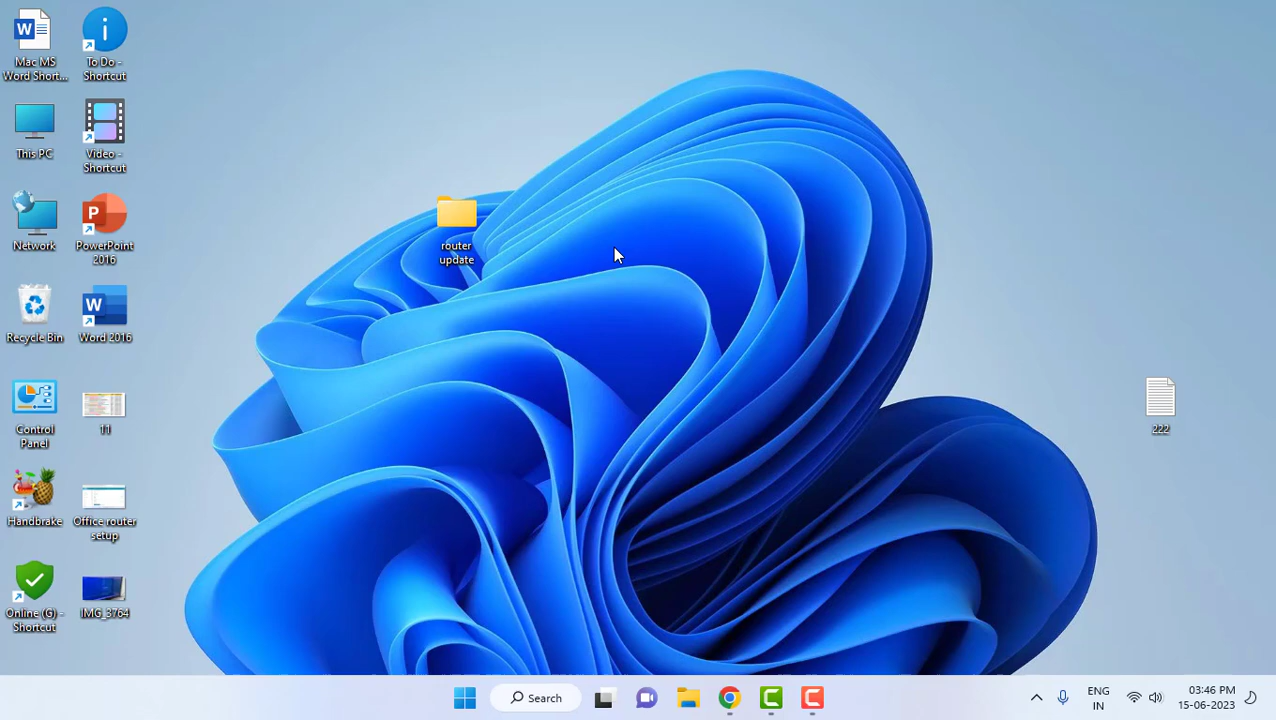 Mac MS
Word Short...
To Do -
Shortcut
This PC
Video -
Shortcut
Network
PowerPoint
2016
router
update
Recycle Bin
Word 2016
Control
Panel
11
222
Handbrake
Office router
setup
Online (G) -
Shortcut
IMG_3764
Search
ENG
IN
03:46 PM
15-06-2023